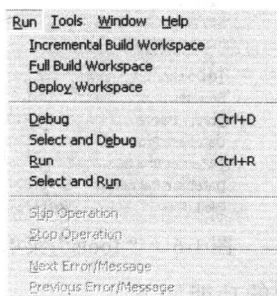 Run Tools Window Help
Incremental Build Workspace
Full Build Workspace
Deploy Workspace
Debug Ctrl+D
Select and Debug
Run Ctrl+R
Select and Run
Skip Operation
Stop Operation
Next Error/Message
Previous Error/Message